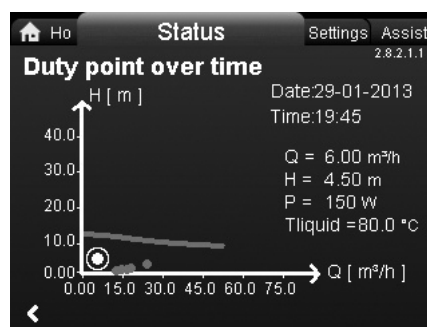 Ho Status Settings Assist
2.8.2.1.1
Duty point over time
H [ m ]
Date:29-01-2013
Time:19:45
40.0
30.0
20.0
10.0
0.00
Q = 6.00 m³/h
H = 4.50 m
P = 150 W
Tliquid =80.0 °C
Q [ m³/h ]
0.00 15.0 30.0 45.0 60.0 75.0